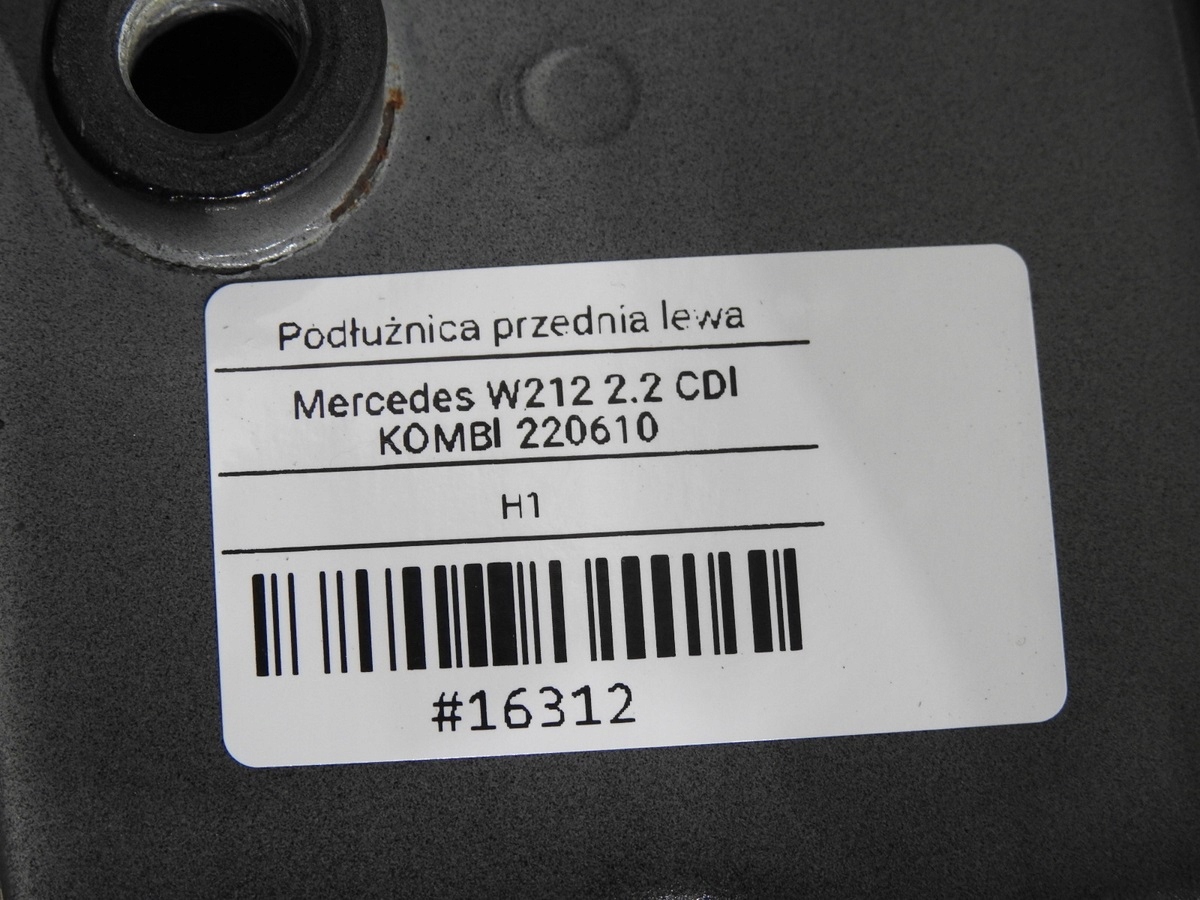 Podłużnica przednia lewa
Mercedes W212 2.2 CDI
KOMBI 220610
H1
#16312